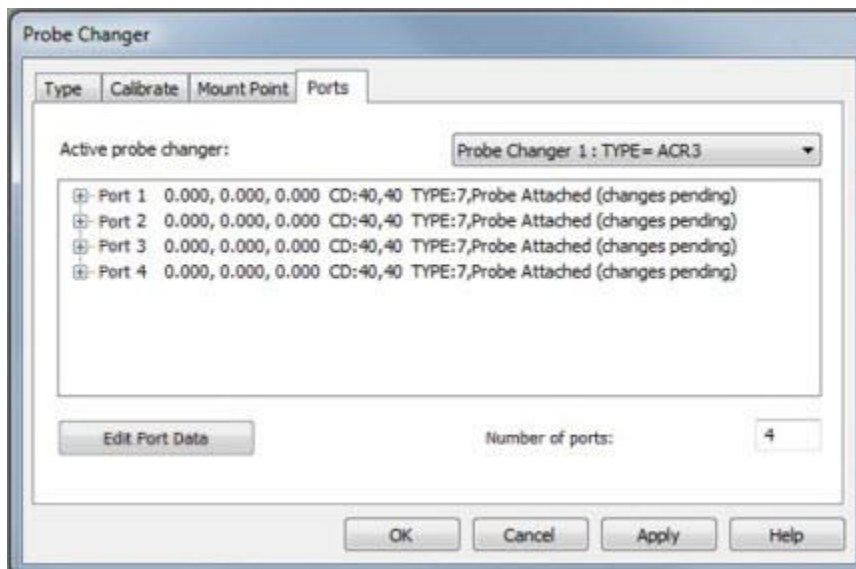 Probe Changer
Type Calibrate Mount Point Ports
Active probe changer: Probe Changer 1 : TYPE= ACR3
Port 1 0.000, 0.000, 0.000 CD:40,40 TYPE:7,Probe Attached (changes pending)
Port 2 0.000, 0.000, 0.000 CD:40,40 TYPE:7,Probe Attached (changes pending)
Port 3 0.000, 0.000, 0.000 CD:40,40 TYPE:7,Probe Attached (changes pending)
Port 4 0.000, 0.000, 0.000 CD:40,40 TYPE:7,Probe Attached (changes pending)
Edit Port Data Number of ports: 4
OK Cancel Apply Help